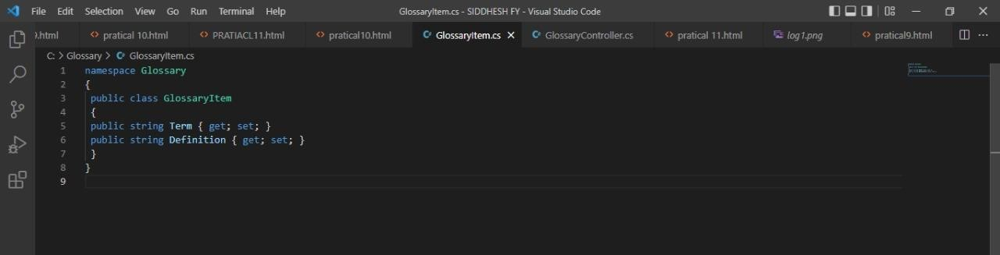 File Edit Selection View Go Run Terminal Help GlossaryItem.cs - SIDDHESH FY - Visual Studio Code
9.html pratical 10.html PRATIACL11.html pratical10.html GlossaryItem.cs GlossaryController.cs pratical 11.html log1.png pratical9.html
C: > Glossary > GlossaryItem.cs
1 namespace Glossary
2 {
3 public class GlossaryItem
4 {
5 public string Term { get; set; }
6 public string Definition { get; set; }
7 }
8 }
9